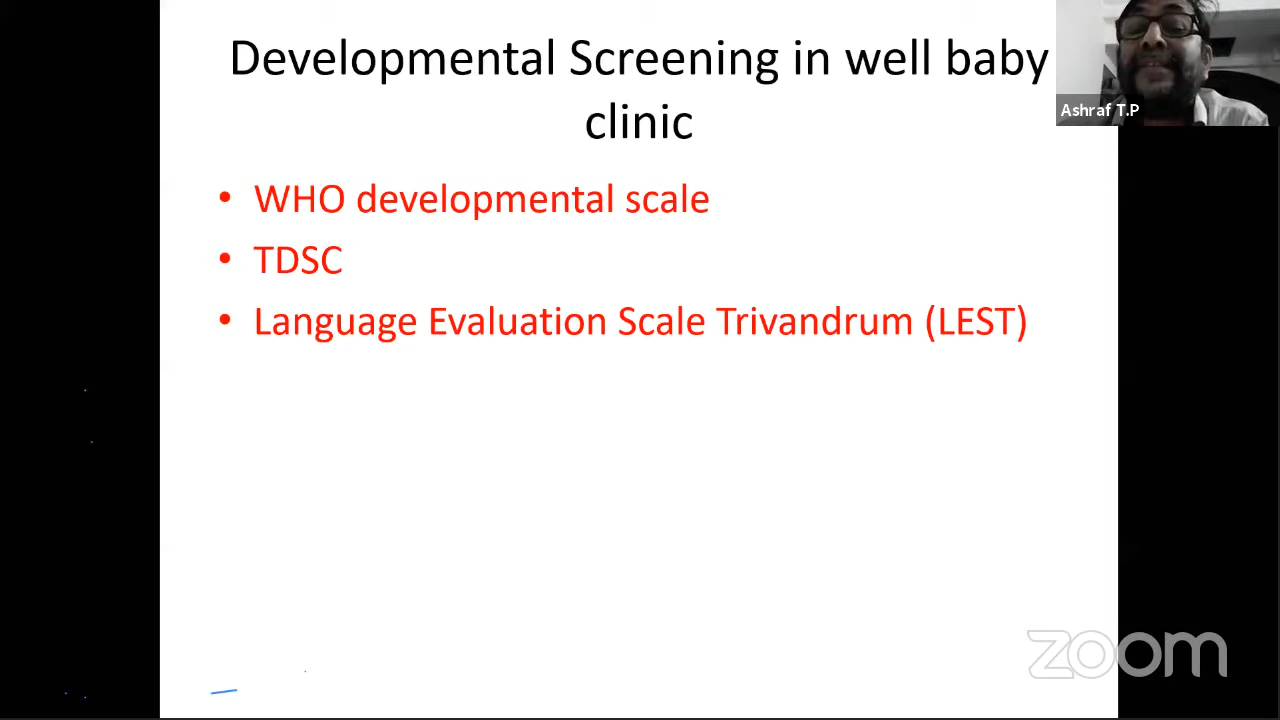 Developmental Screening in well baby
clinic
Ashraf T.P
• WHO developmental scale
• TDSC
• Language Evaluation Scale Trivandrum (LEST)
zoom